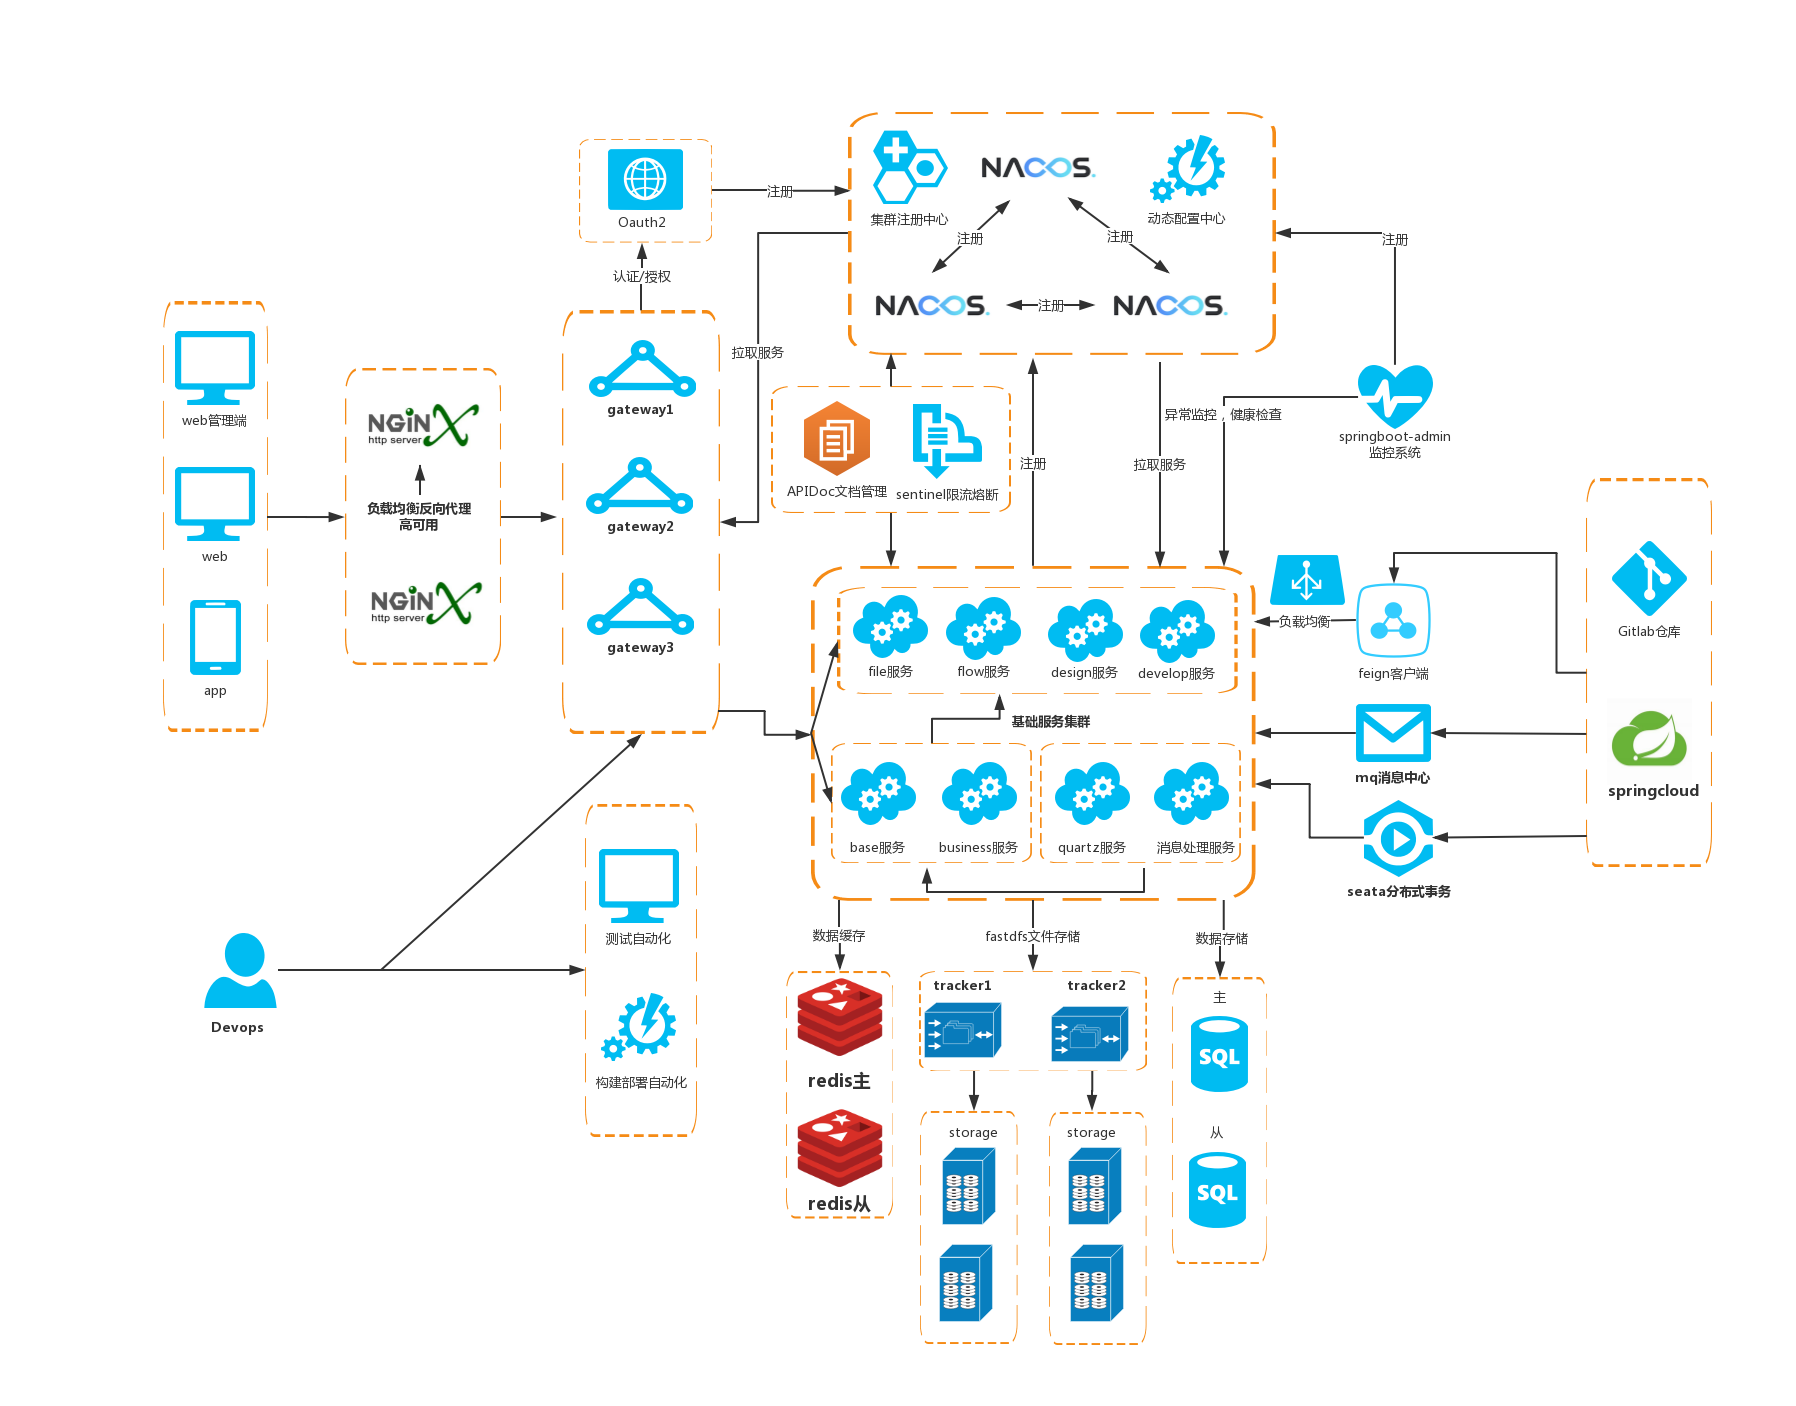 Oauth2
注册
认证/授权
集群注册中心
NACOS
动态配置中心
注册
注册
NACOS
注册
NACOS
注册
拉取服务
web管理端
web
app
NGINX
http server
负载均衡反向代理
高可用
NGINX
http server
gateway1
gateway2
gateway3
APIDoc文档管理
sentinel限流熔断
注册
拉取服务
异常监控，健康检查
springboot-admin
监控系统
负载均衡
feign客户端
Gitlab仓库
springcloud
mq消息中心
seata分布式事务
file服务
flow服务
design服务
develop服务
基础服务集群
base服务
business服务
quartz服务
消息处理服务
Devops
测试自动化
构建部署自动化
数据缓存
fastdfs文件存储
数据存储
redis主
redis从
tracker1
tracker2
storage
storage
主
SQL
从
SQL